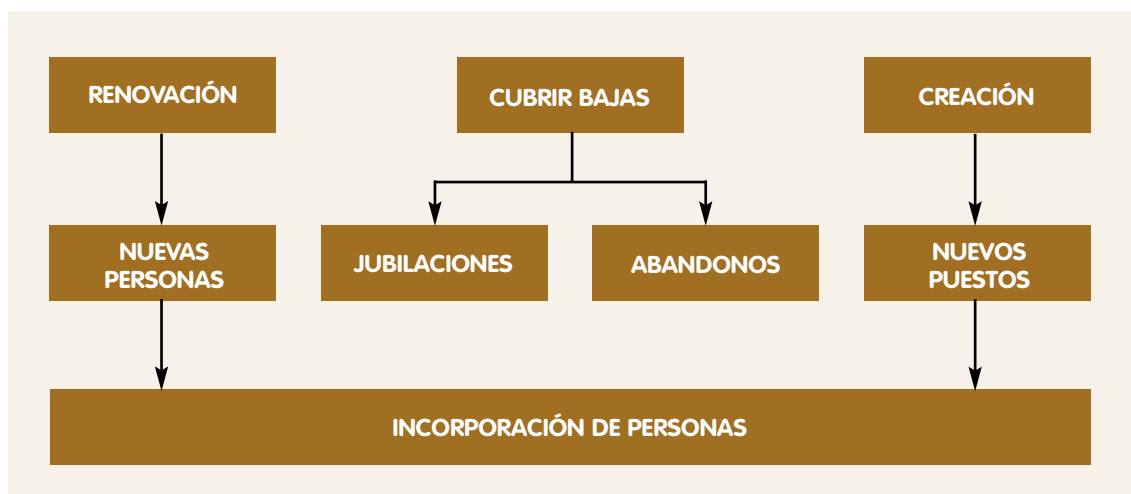 RENOVACIÓN
CUBRIR BAJAS
CREACIÓN
NUEVAS
PERSONAS
JUBILACIONES
ABANDONOS
NUEVOS
PUESTOS
INCORPORACIÓN DE PERSONAS